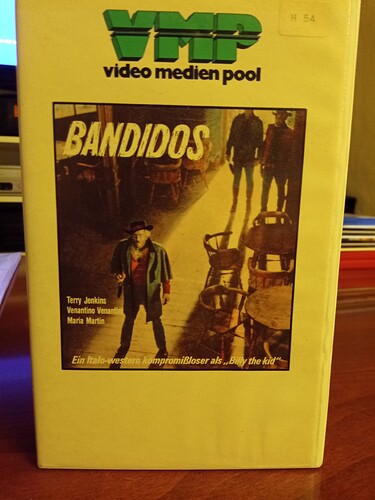 VMP
H 54
video medien pool
BANDIDOS
Terry Jenkins
Venantino Venantini
Maria Martin
Ein Italo-western kompromißloser als „Billy the kid“